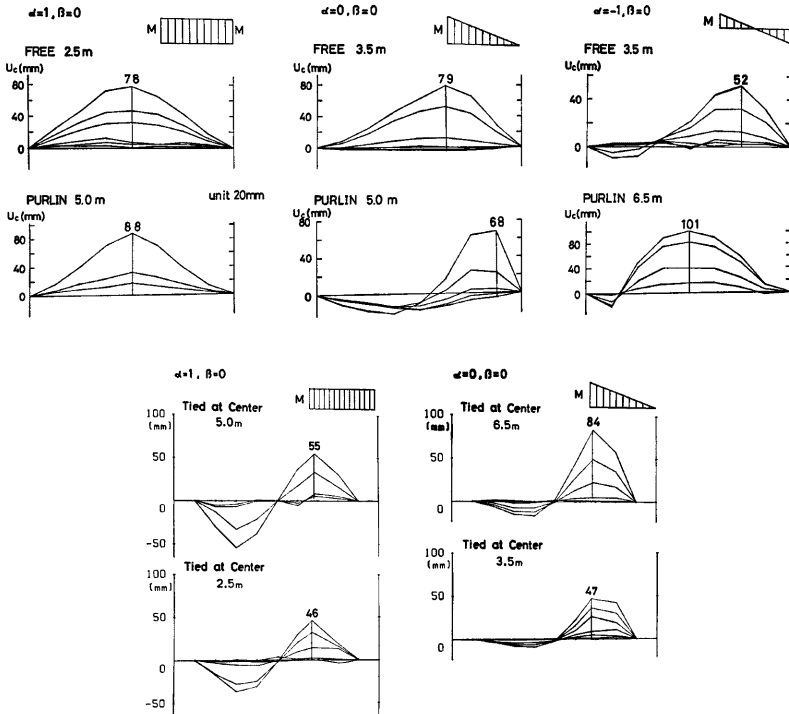 α=1,β=0
M M
FREE 2.5m
Uc(mm)
80
40
0
78
α=0,β=0
M
FREE 3.5m
Uc(mm)
80
40
0
79
α=-1,β=0
M
FREE 3.5m
Uc(mm)
40
0
52
PURLIN 5.0m
unit 20mm
Uc(mm)
80
40
0
88
PURLIN 5.0m
Uc(mm)
80
40
0
68
PURLIN 6.5m
Uc(mm)
80
40
0
101
α=1, β=0
M
Tied at Center
5.0m
100
(mm)
50
0
-50
55
α=0,β=0
M
Tied at Center
6.5m
100
(mm)
50
0
84
Tied at Center
2.5m
100
(mm)
50
0
-50
46
Tied at Center
3.5m
100
(mm)
50
0
47